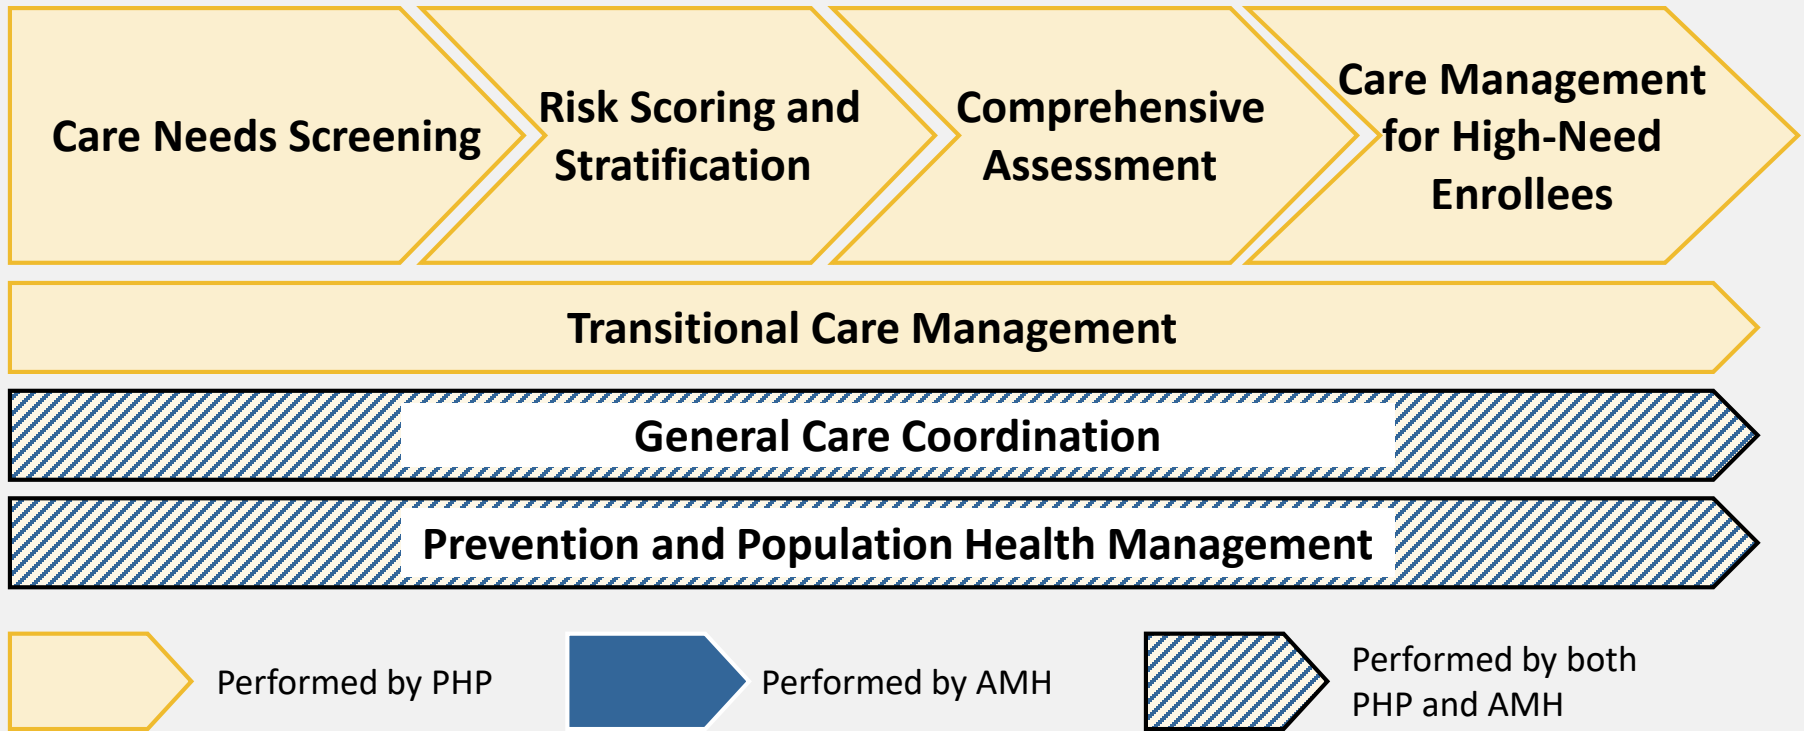 Care Needs Screening
Risk Scoring and
Stratification
Comprehensive
Assessment
Care Management
for High-Need
Enrollees
Transitional Care Management
General Care Coordination
Prevention and Population Health Management
Performed by PHP
Performed by AMH
Performed by both
PHP and AMH